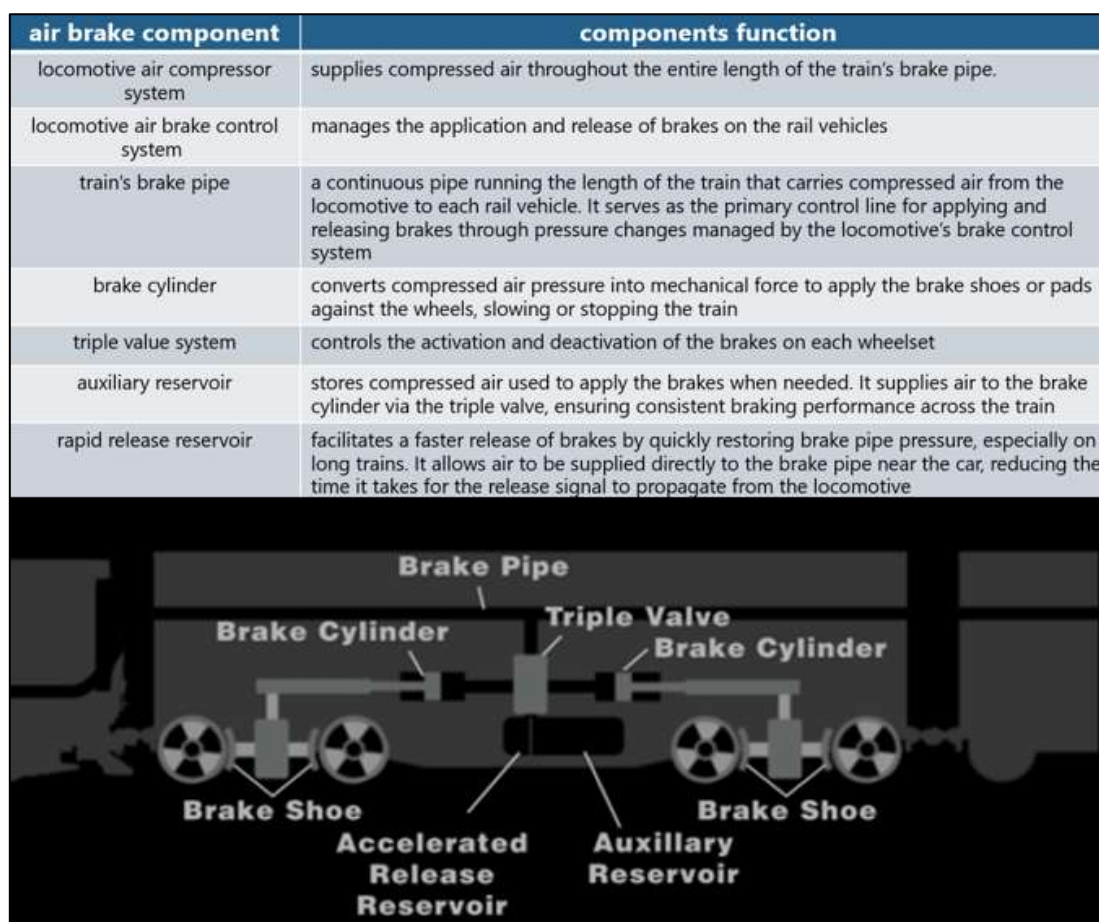 air brake component components function
locomotive air compressor supplies compressed air throughout the entire length of the train's brake pipe.
system
locomotive air brake control manages the application and release of brakes on the rail vehicles
system
train's brake pipe a continuous pipe running the length of the train that carries compressed air from the
locomotive to each rail vehicle. It serves as the primary control line for applying and
releasing brakes through pressure changes managed by the locomotive's brake control
system
brake cylinder converts compressed air pressure into mechanical force to apply the brake shoes or pads
against the wheels, slowing or stopping the train
triple value system controls the activation and deactivation of the brakes on each wheelset
auxiliary reservoir stores compressed air used to apply the brakes when needed. It supplies air to the brake
cylinder via the triple valve, ensuring consistent braking performance across the train
rapid release reservoir facilitates a faster release of brakes by quickly restoring brake pipe pressure, especially on
long trains. It allows air to be supplied directly to the brake pipe near the car, reducing the
time it takes for the release signal to propagate from the locomotive
Brake Pipe
Triple Valve
Brake Cylinder
Brake Cylinder
Brake Shoe
Brake Shoe
Accelerated
Release
Reservoir
Auxillary
Reservoir